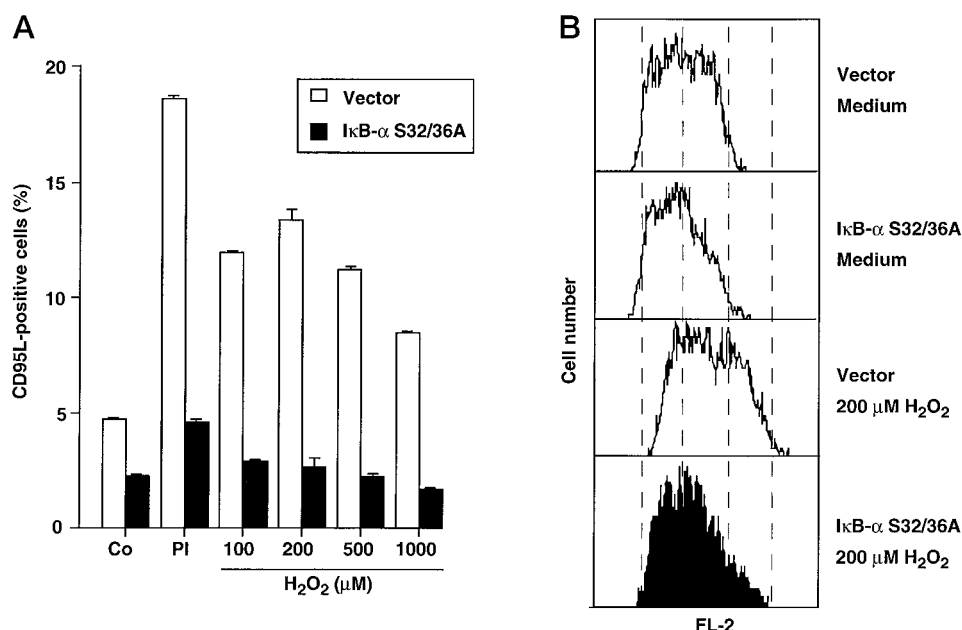 A
20
15
10
5
0
CD95L-positive cells (%)
Vector
IκB-α S32/36A
Co
PI
100
200
500
1000
H₂O₂ (μM)
B
Cell number
Vector
Medium
IκB-α S32/36A
Medium
Vector
200 μM H₂O₂
IκB-α S32/36A
200 μM H₂O₂
FL-2